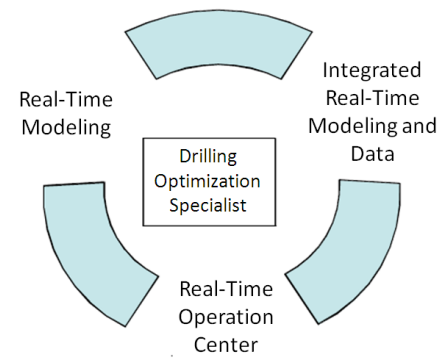 Real-Time
Modeling
Integrated
Real-Time
Modeling and
Data
Drilling
Optimization
Specialist
Real-Time
Operation
Center